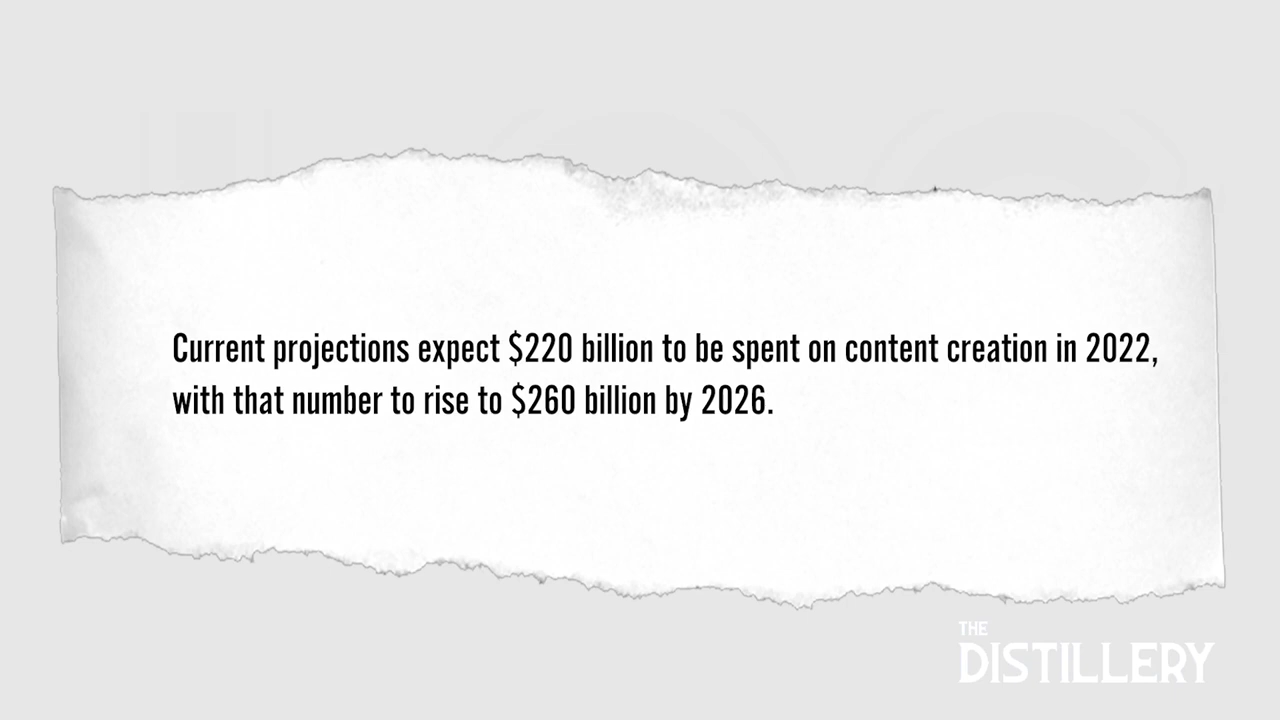 Current projections expect $220 billion to be spent on content creation in 2022,
with that number to rise to $260 billion by 2026.
THE
DISTILLERY